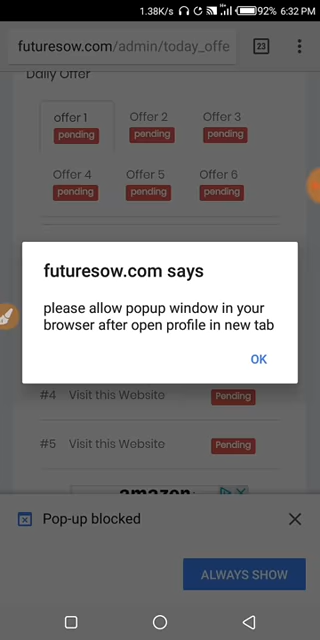 1.38K/s 92% 6:32 PM
futuresow.com/admin/today_offe 23
Daily Offer
offer 1 Offer 2 Offer 3
pending pending pending
Offer 4 Offer 5 Offer 6
pending pending pending
futuresow.com says
please allow popup window in your
browser after open profile in new tab
OK
#4 Visit this Website Pending
#5 Visit this Website Pending
amazon
Pop-up blocked
ALWAYS SHOW